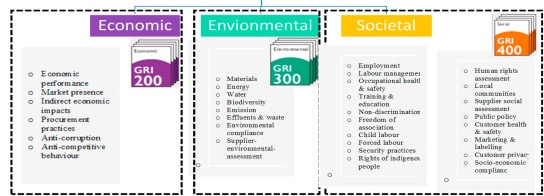 Economic
Economic
GRI
200
o Economic
performance
o Market presence
o Indirect economic
impacts
o Procurement
practices
o Anti-corruption
o Anti-competitive
behaviour
Envionmental
Environmental
GRI
300
o Materials
o Energy
o Water
o Biodiversity
o Emission
o Effluents & waste
o Environmental
compliance
o Supplier-
environmental-
assessment
Societal
Social
GRI
400
o Employment
o Labour managemen
o Occupational health
& safety
o Training &
education
o Non-discrimination
o Freedom of
association
o Child labour
o Forced labour
o Security practices
o Rights of indigenou
people
o
o Human rights
assessment
o Local
communities
o Supplier social
assessment
o Public policy
o Customer health
& safety
o Marketing &
labelling
o Customer privacy
o Socio-economic
complianc
o